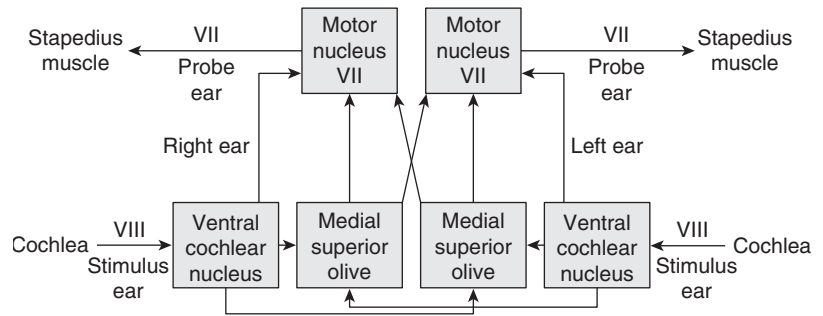 Stapedius
muscle
VII
Probe
ear
Motor
nucleus
VII
Motor
nucleus
VII
VII
Probe
ear
Stapedius
muscle
Right ear
Left ear
Cochlea
VIII
Stimulus
ear
Ventral
cochlear
nucleus
Medial
superior
olive
Medial
superior
olive
Ventral
cochlear
nucleus
VIII
Stimulus
ear
Cochlea